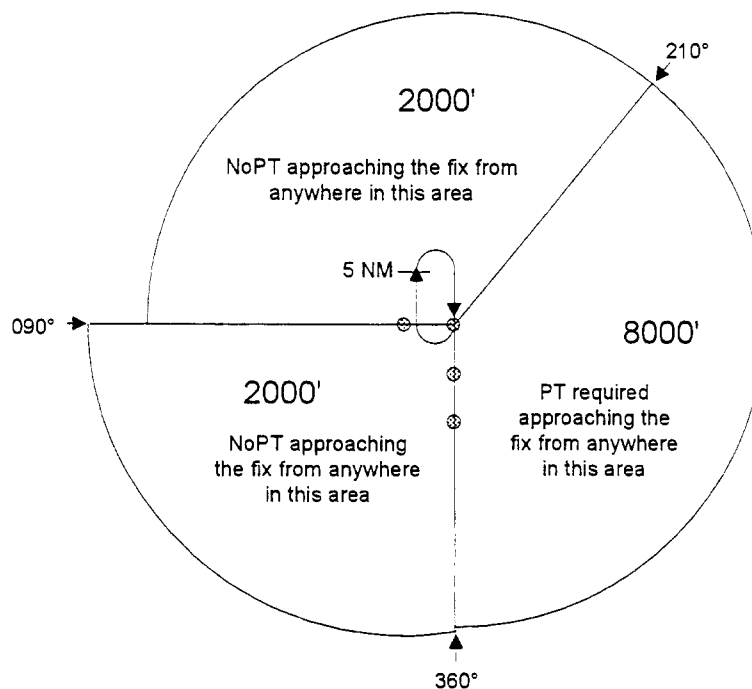 210°
2000'
NoPT approaching the fix from
anywhere in this area
5 NM
090°
8000'
2000'
PT required
approaching the
fix from anywhere
in this area
NoPT approaching
the fix from anywhere
in this area
360°